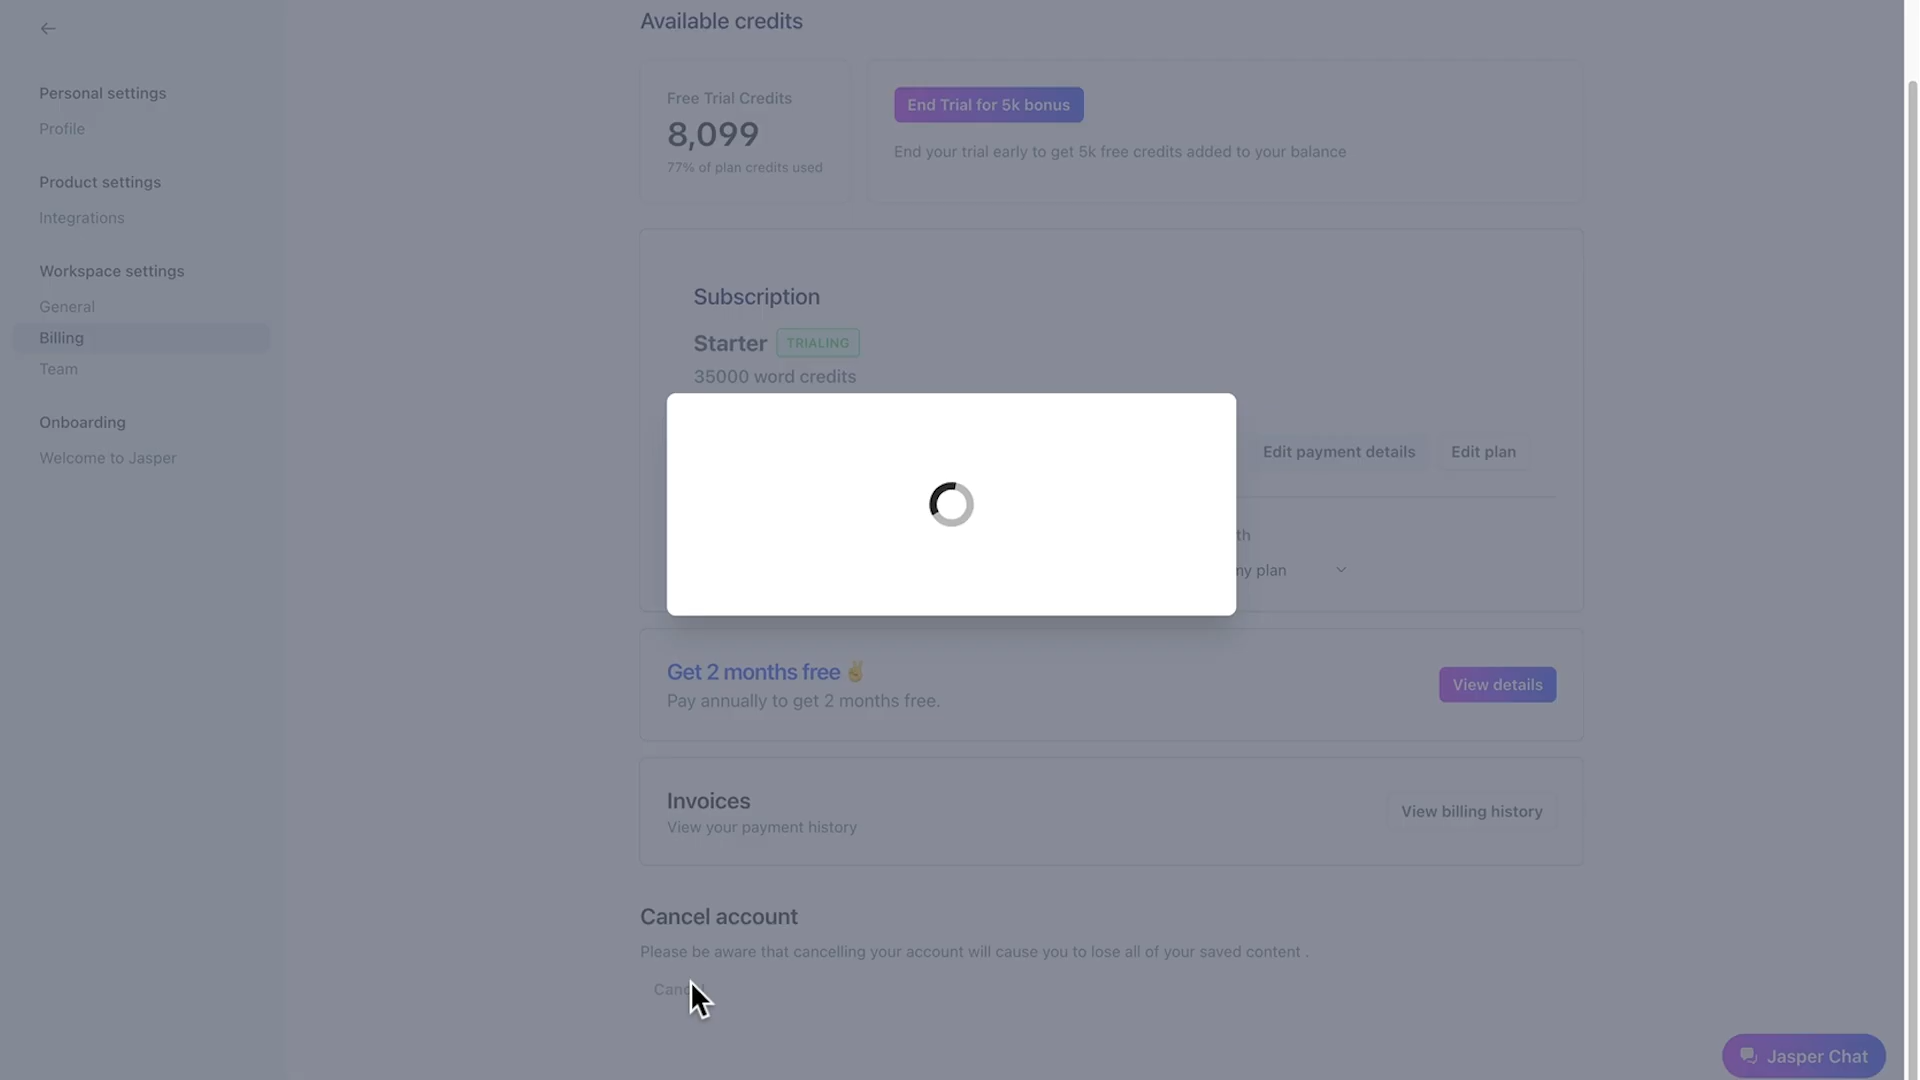 Available credits
Personal settings
Profile
Product settings
Integrations
Workspace settings
General
Billing
Team
Onboarding
Welcome to Jasper
Free Trial Credits
8,099
77% of plan credits used
End Trial for 5k bonus
End your trial early to get 5k free credits added to your balance
Subscription
Starter TRIALING
35000 word credits
Edit payment details Edit plan
th
ny plan
Get 2 months free ✌️
Pay annually to get 2 months free.
View details
Invoices
View your payment history
View billing history
Cancel account
Please be aware that cancelling your account will cause you to lose all of your saved content .
Cancel
Jasper Chat